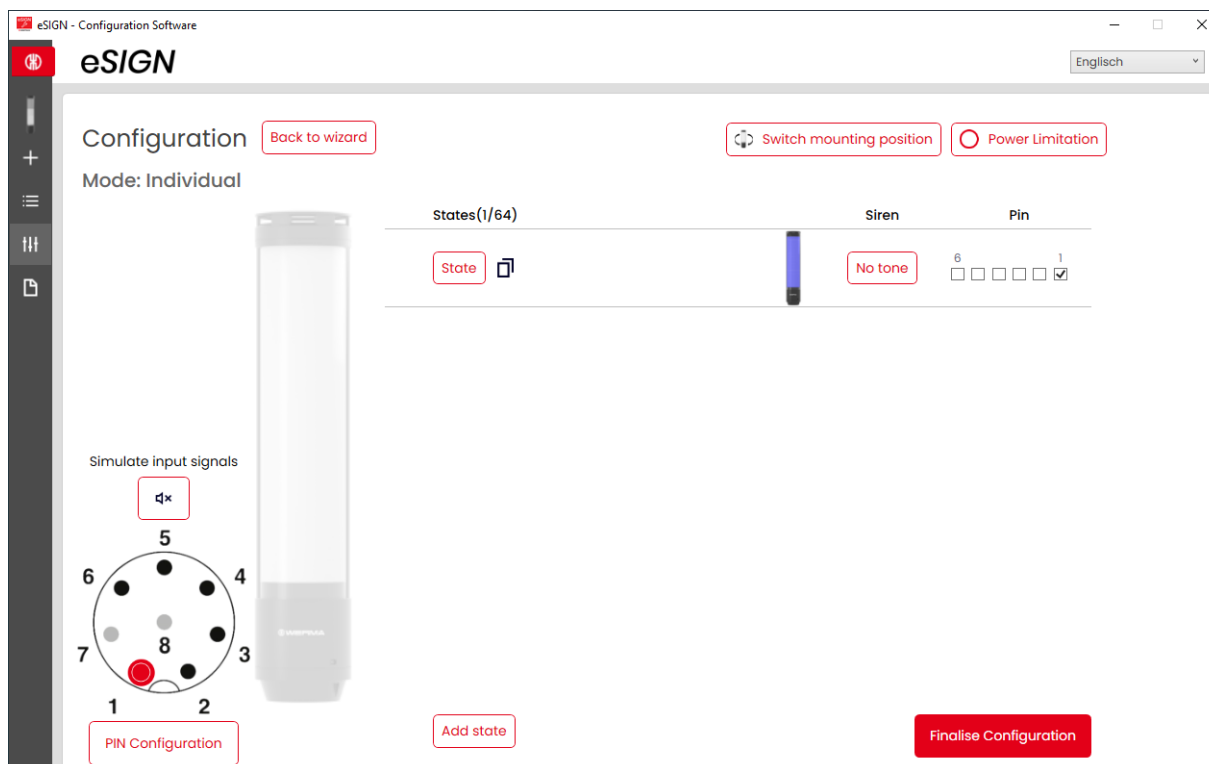 eSIGN - Configuration Software
eSIGN
Englisch
Configuration
Back to wizard
Switch mounting position
Power Limitation
Mode: Individual
States(1/64)
Siren
Pin
State
No tone
6
1
Simulate input signals
5
6
4
7
8
3
1
2
PIN Configuration
Add state
Finalise Configuration